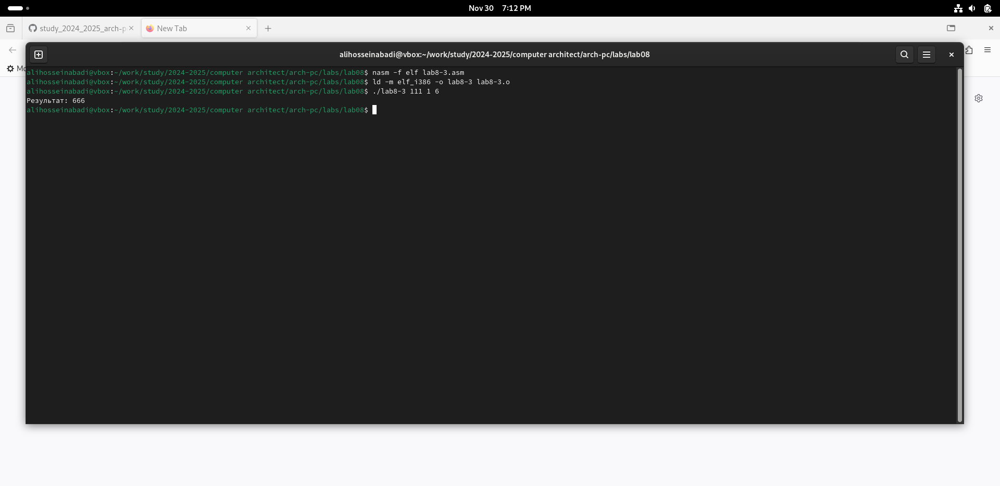 Nov 30 7:12 PM
study_2024_2025_arch-p
New Tab
alihosseinabadi@vbox:~/work/study/2024-2025/computer architect/arch-pc/labs/lab08
alihosseinabadi@vbox:~/work/study/2024-2025/computer architect/arch-pc/labs/lab08$ nasm -f elf lab8-3.asm
alihosseinabadi@vbox:~/work/study/2024-2025/computer architect/arch-pc/labs/lab08$ ld -m elf_i386 -o lab8-3 lab8-3.o
alihosseinabadi@vbox:~/work/study/2024-2025/computer architect/arch-pc/labs/lab08$ ./lab8-3 111 1 6
Результат: 666
alihosseinabadi@vbox:~/work/study/2024-2025/computer architect/arch-pc/labs/lab08$